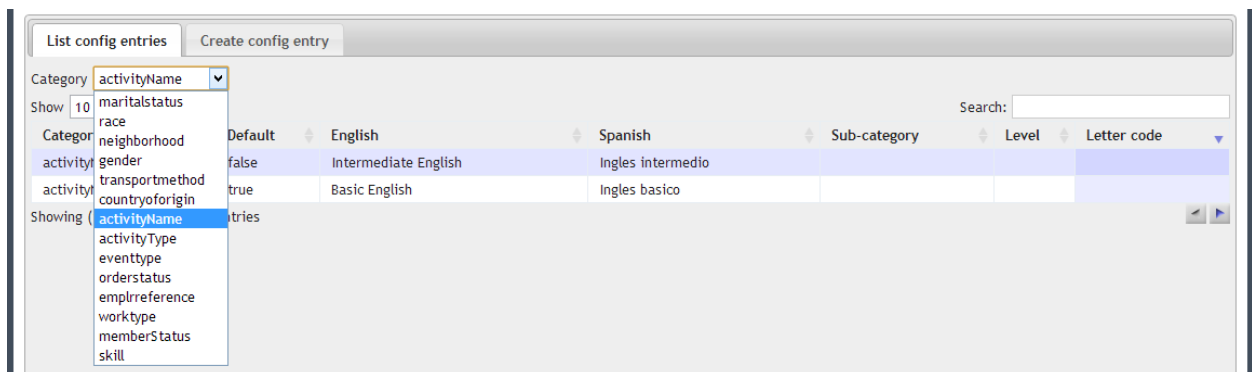 List config entries Create config entry
Category activityName
Show 10 Search:
Categor Default English Spanish Sub-category Level Letter code
false Intermediate English Ingles intermedio
true Basic English Ingles basico
Showing ( tries
maritalstatus
race
neighborhood
gender
transportmethod
countryoforigin
activityName
activityType
eventtype
orderstatus
emplrreference
worktype
memberStatus
skill